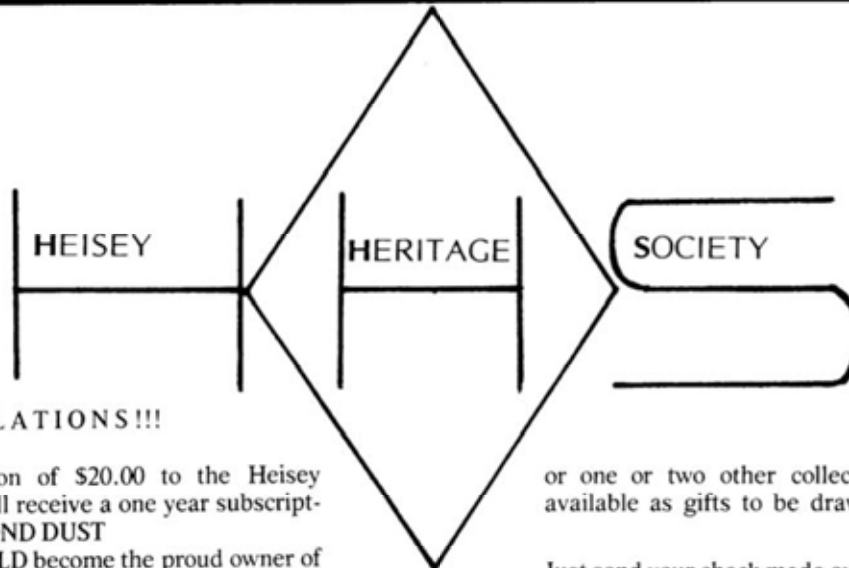 HEISEY HERITAGE SOCIETY
LATIONS!!!
on of $20.00 to the Heisey
ll receive a one year subscript-
ND DUST
LD become the proud owner of
or one or two other collec
available as gifts to be draw